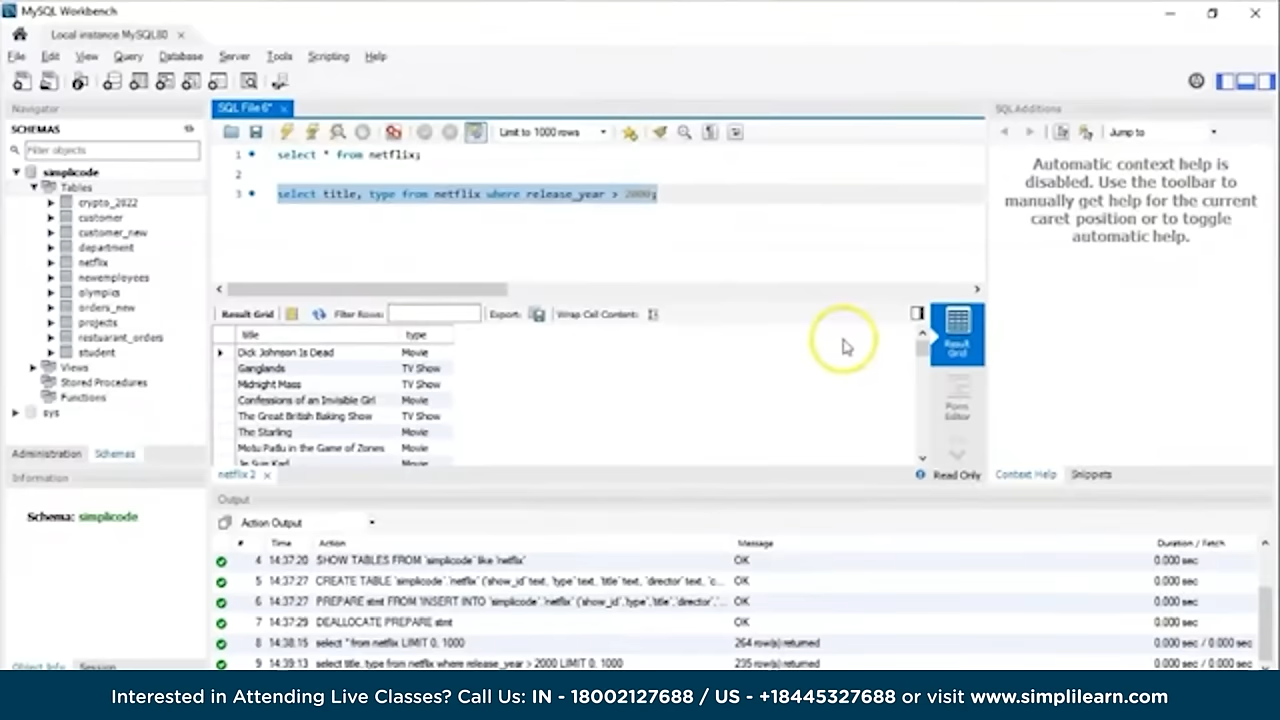 MySQL Workbench
Local instance MySQL80 ×
File Edit View Query Database Server Tools Scripting Help
Navigator
SCHEMAS
Filter objects
simplicode
Tables
crypto_2022
customer
customer_new
department
netflix
newemployees
olympics
orders_new
projects
restuarant_orders
student
Views
Stored Procedures
Functions
sys
Administration Schemas
Information
Schema: simplicode
Object Info Session
SQL File 6* ×
Limit to 1000 rows
1 select * from netflix;
2
3 select title, type from netflix where release_year > 2000;
Result Grid Filter Rows: Export: Wrap Cell Content:
title type
Dick Johnson Is Dead Movie
Ganglands TV Show
Midnight Mass TV Show
Confessions of an Invisible Girl Movie
The Great British Baking Show TV Show
The Starling Movie
Motu Patlu in the Game of Zones Movie
Je Suis Karl Movie
Result Grid
Form Editor
netflix 2 ×
Read Only
SQLAdditions
Jump to
Automatic context help is
disabled. Use the toolbar to
manually get help for the current
caret position or to toggle
automatic help.
Context Help Snippets
Output
Action Output
# Time Action Message Duration / Fetch
4 14:37:20 SHOW TABLES FROM `simplicode` like 'netflix' OK 0.000 sec
5 14:37:27 CREATE TABLE `simplicode`.`netflix` (`show_id` text, `type` text, `title` text, `director` text, `c... OK 0.000 sec
6 14:37:27 PREPARE stmt FROM 'INSERT INTO `simplicode`.`netflix` (`show_id`,`type`,`title`,`director`,`... OK 0.000 sec
7 14:37:29 DEALLOCATE PREPARE stmt OK 0.000 sec
8 14:38:15 select * from netflix LIMIT 0, 1000 264 row(s) returned 0.000 sec / 0.000 sec
9 14:39:13 select title, type from netflix where release_year > 2000 LIMIT 0, 1000 235 row(s) returned 0.000 sec / 0.000 sec
Interested in Attending Live Classes? Call Us: IN - 18002127688 / US - +18445327688 or visit www.simplilearn.com